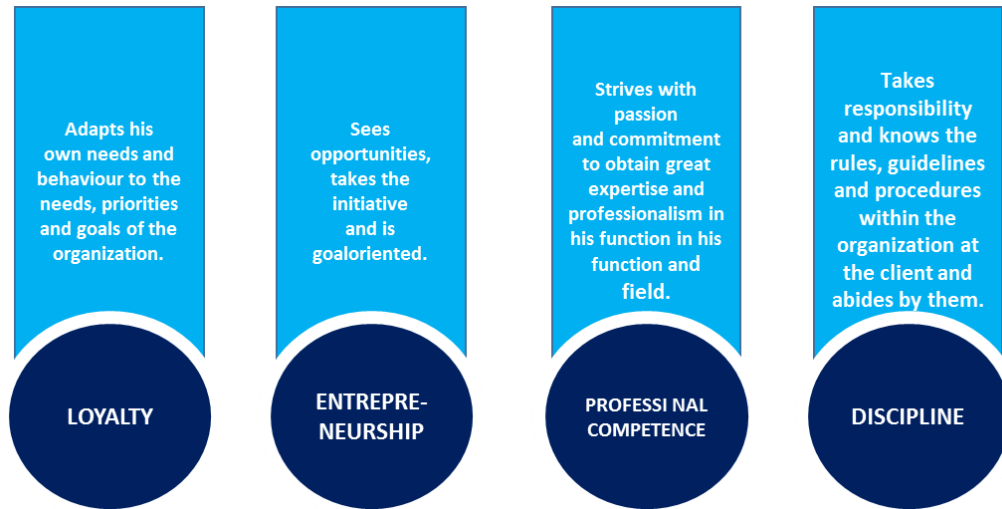 Adapts his
own needs and
behaviour to the
needs, priorities
and goals of the
organization.
LOYALTY
Sees
opportunities,
takes the
initiative
and is
goaloriented.
ENTREPRE-
NEURSHIP
Strives with
passion
and commitment
to obtain great
expertise and
professionalism in
his function in his
function and
field.
PROFESSI NAL
COMPETENCE
Takes
responsibility
and knows the
rules, guidelines
and procedures
within the
organization at
the client and
abides by them.
DISCIPLINE